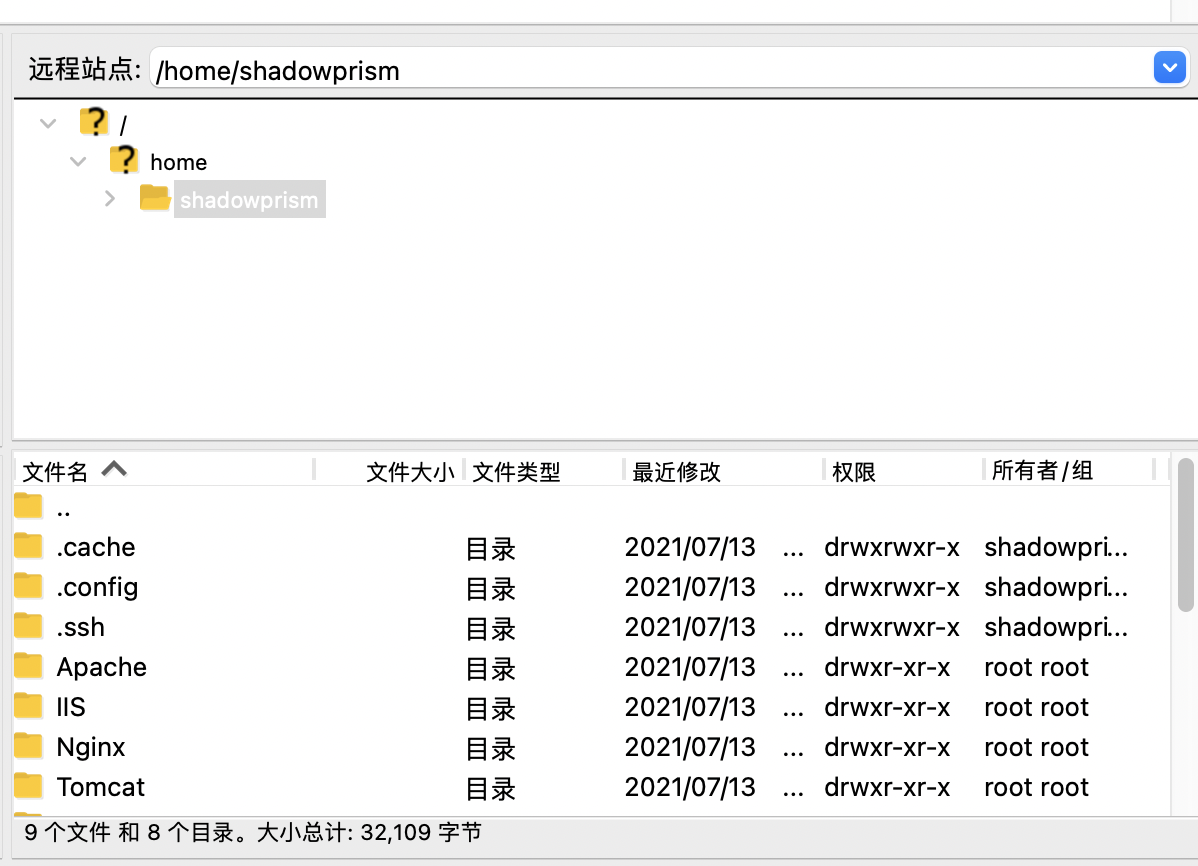 远程站点: /home/shadowprism
/
home
shadowprism
文件名 文件大小 文件类型 最近修改 权限 所有者/组
..
.cache 目录 2021/07/13 ... drwxrwxr-x shadowpri...
.config 目录 2021/07/13 ... drwxrwxr-x shadowpri...
.ssh 目录 2021/07/13 ... drwxrwxr-x shadowpri...
Apache 目录 2021/07/13 ... drwxr-xr-x root root
IIS 目录 2021/07/13 ... drwxr-xr-x root root
Nginx 目录 2021/07/13 ... drwxr-xr-x root root
Tomcat 目录 2021/07/13 ... drwxr-xr-x root root
9 个文件 和 8 个目录。大小总计: 32,109 字节